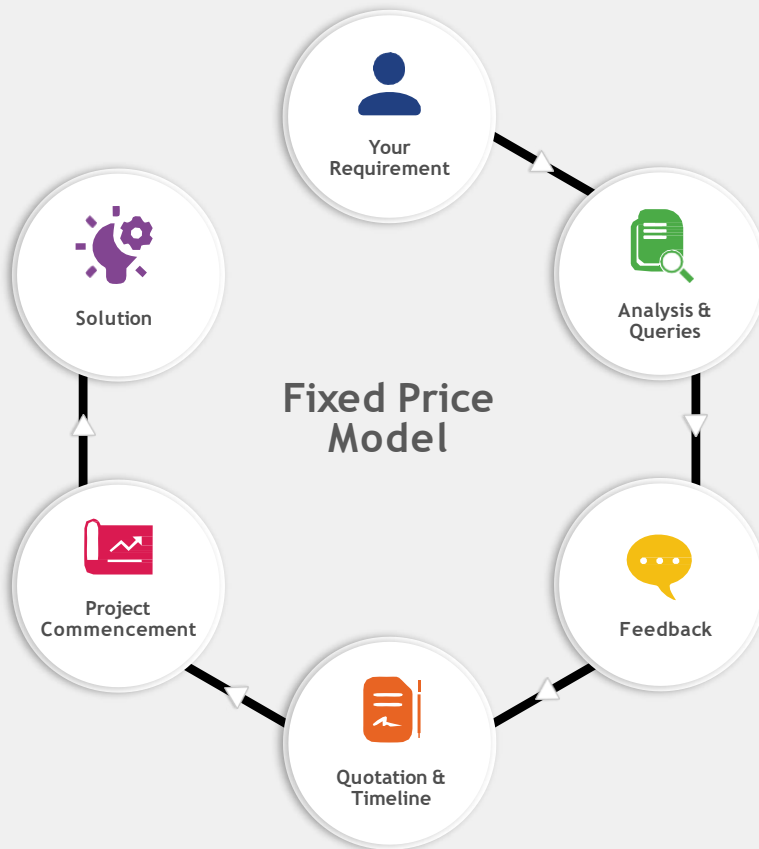 Your
Requirement
Analysis &
Queries
Feedback
Quotation &
Timeline
Project
Commencement
Solution
Fixed Price
Model